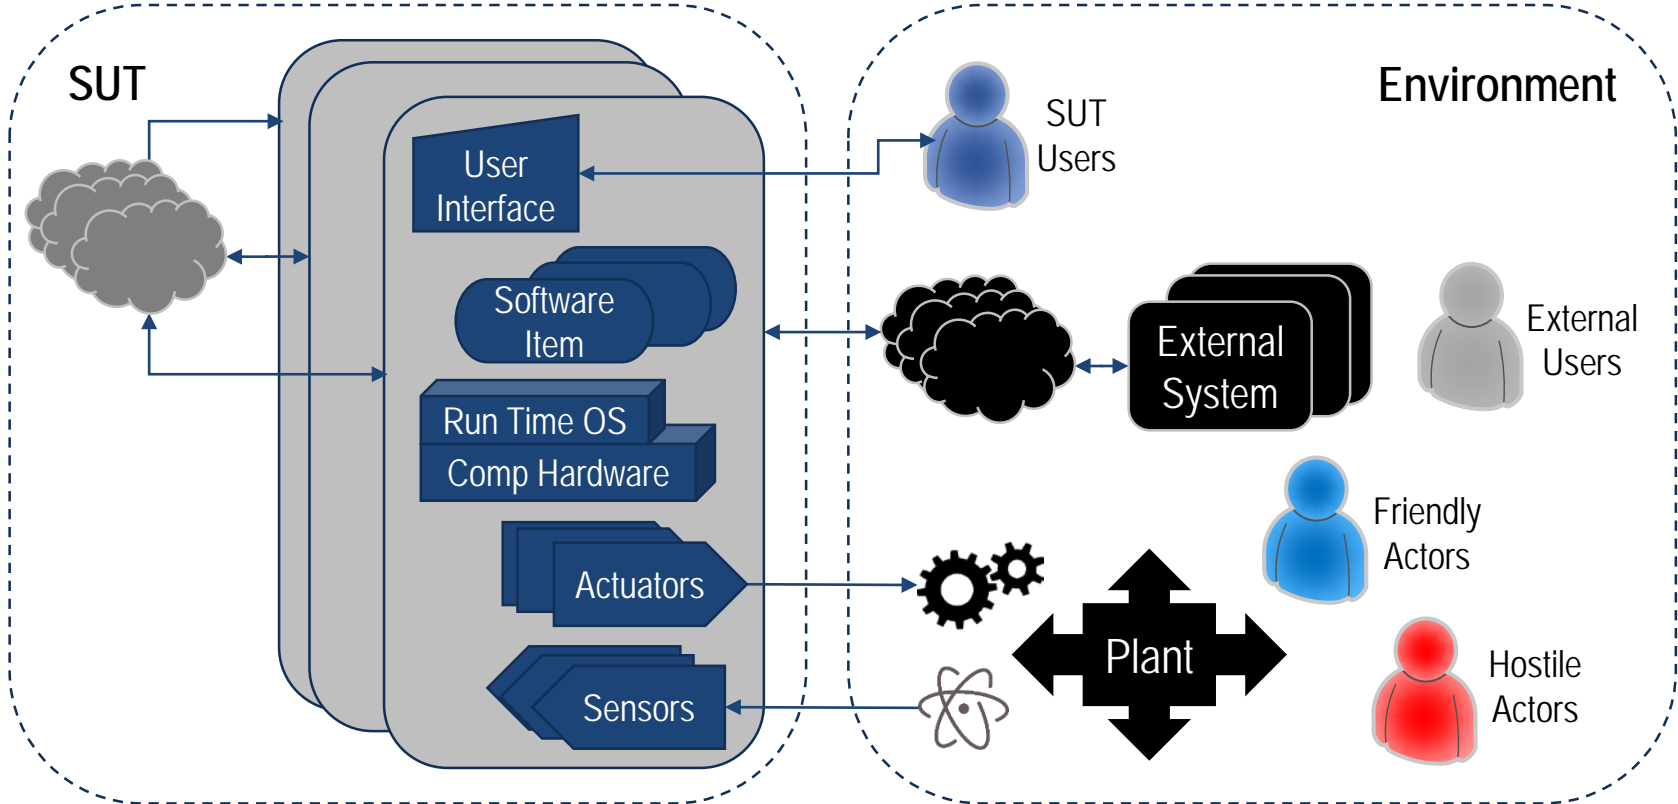 SUT
User
Interface
Software
Item
Run Time OS
Comp Hardware
Actuators
Sensors
Environment
SUT
Users
External
System
External
Users
Friendly
Actors
Plant
Hostile
Actors